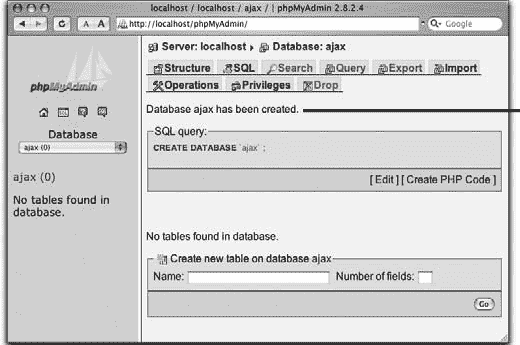 localhost / localhost / ajax / | phpMyAdmin 2.8.2.4
A A
http://localhost/phpMyAdmin/
Google
phpMyAdmin
Database
ajax (0)
ajax (0)
No tables found in
database.
Server: localhost Database: ajax
Structure SQL Search Query Export Import
Operations Privileges Drop
Database ajax has been created.
SQL query:
CREATE DATABASE `ajax` ;
[ Edit ] [ Create PHP Code ]
No tables found in database.
Create new table on database ajax
Name: Number of fields:
Go